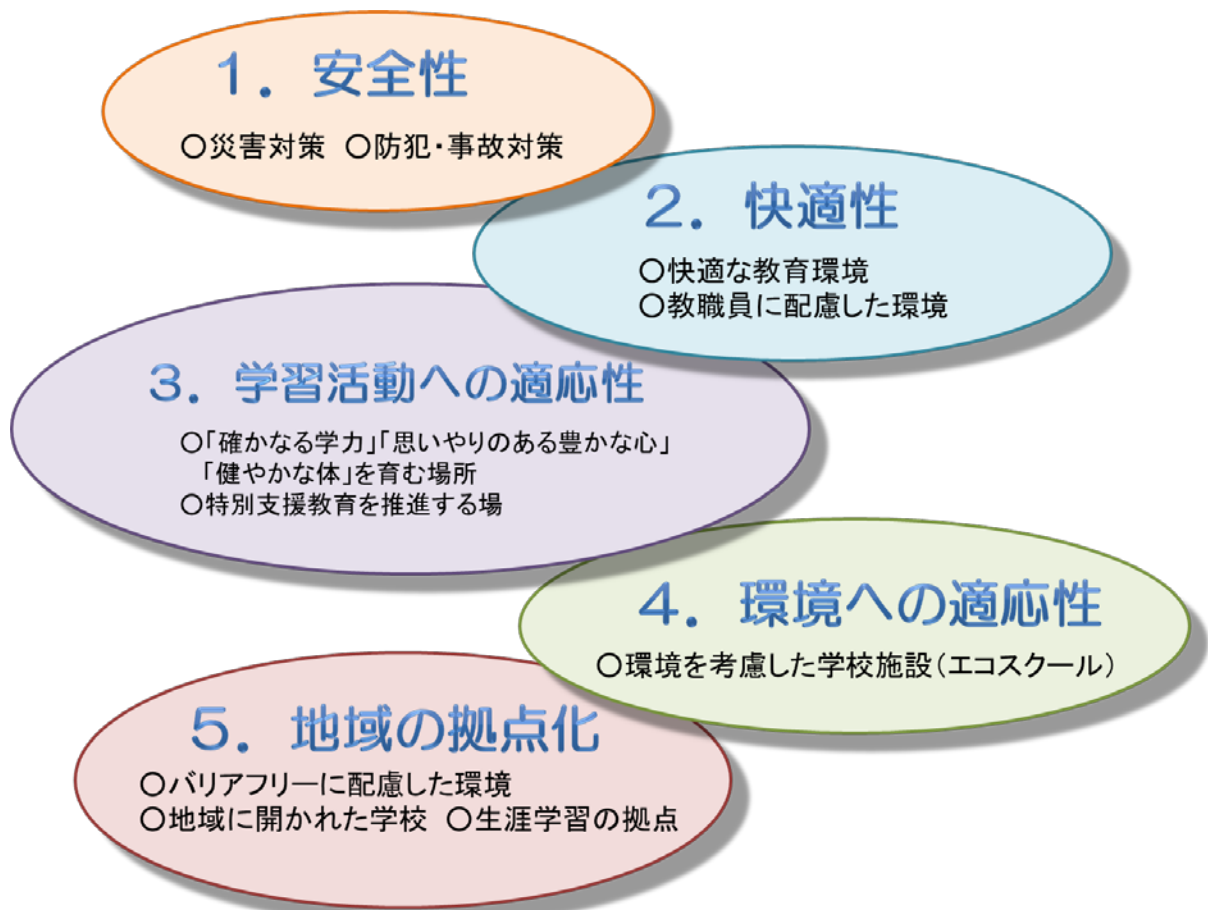 1．安全性
○災害対策 ○防犯・事故対策
2．快適性
○快適な教育環境
○教職員に配慮した環境
3．学習活動への適応性
○「確かなる学力」「思いやりのある豊かな心」
「健やかな体」を育む場所
○特別支援教育を推進する場
4．環境への適応性
○環境を考慮した学校施設（エコスクール）
5．地域の拠点化
○バリアフリーに配慮した環境
○地域に開かれた学校 ○生涯学習の拠点